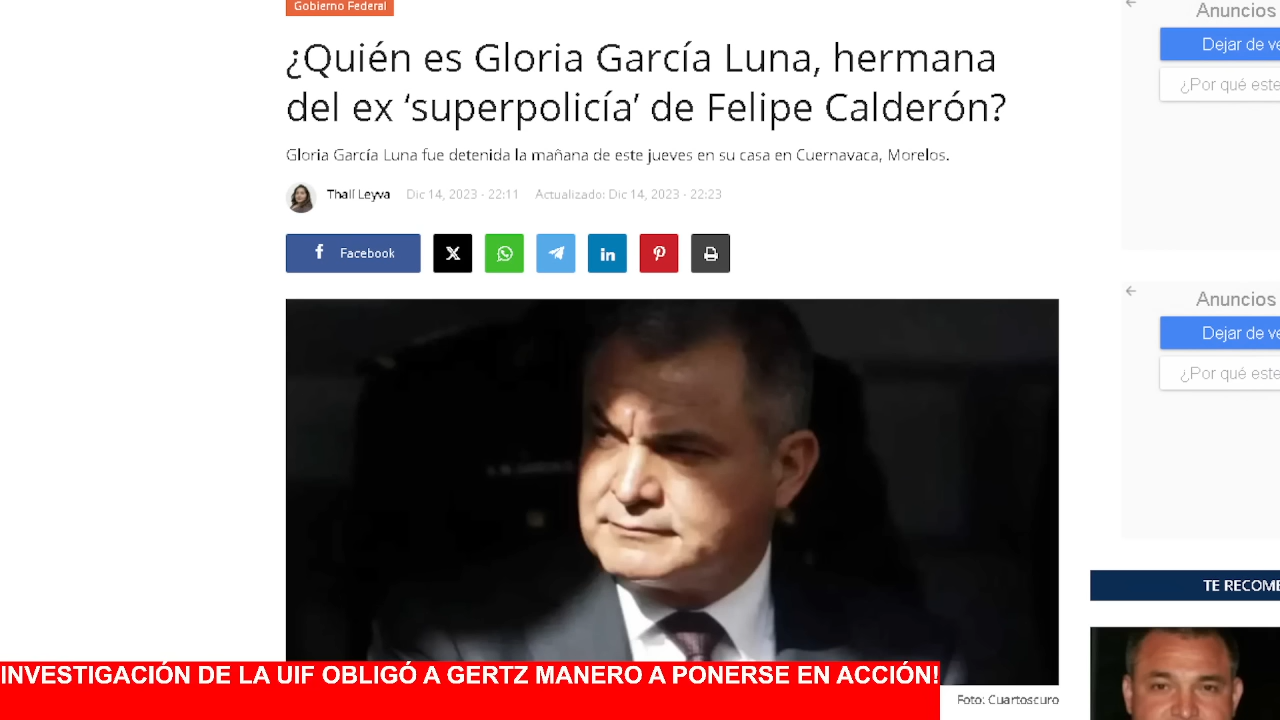 Gobierno Federal
¿Quién es Gloria García Luna, hermana
del ex ‘superpolicía’ de Felipe Calderón?
Gloria García Luna fue detenida la mañana de este jueves en su casa en Cuernavaca, Morelos.
Thalí Leyva Dic 14, 2023 - 22:11 Actualizado: Dic 14, 2023 - 22:23
Facebook
Anuncios
Dejar de ve
¿Por qué este
Anuncios
Dejar de ve
¿Por qué este
TE RECOME
INVESTIGACIÓN DE LA UIF OBLIGÓ A GERTZ MANERO A PONERSE EN ACCIÓN!
Foto: Cuartoscuro